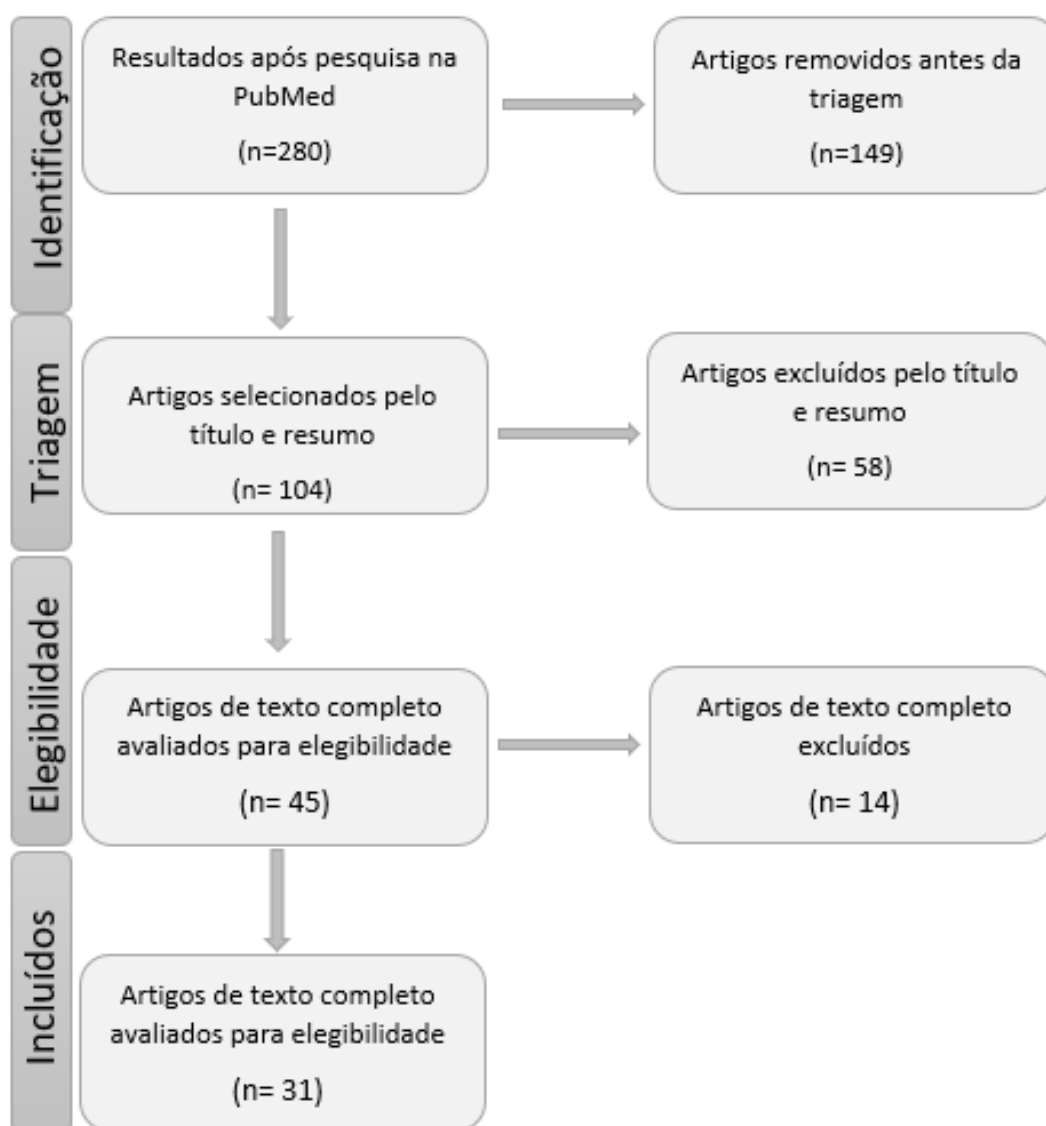 Identificação
Resultados após pesquisa na
PubMed
(n=280)
Artigos removidos antes da
triagem
(n=149)
Triagem
Artigos selecionados pelo
título e resumo
(n= 104)
Artigos excluídos pelo título
e resumo
(n= 58)
Elegibilidade
Artigos de texto completo
avaliados para elegibilidade
(n= 45)
Artigos de texto completo
excluídos
(n= 14)
Incluídos
Artigos de texto completo
avaliados para elegibilidade
(n= 31)